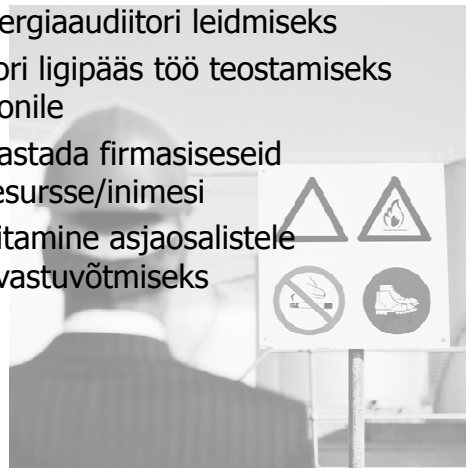 ergiaaudiitori leidmiseks
ori ligipääs töö teostamiseks
onile
astada firmasiseseid
esursse/inimesi
itamine asjaosalistele
vastuvõtmiseks